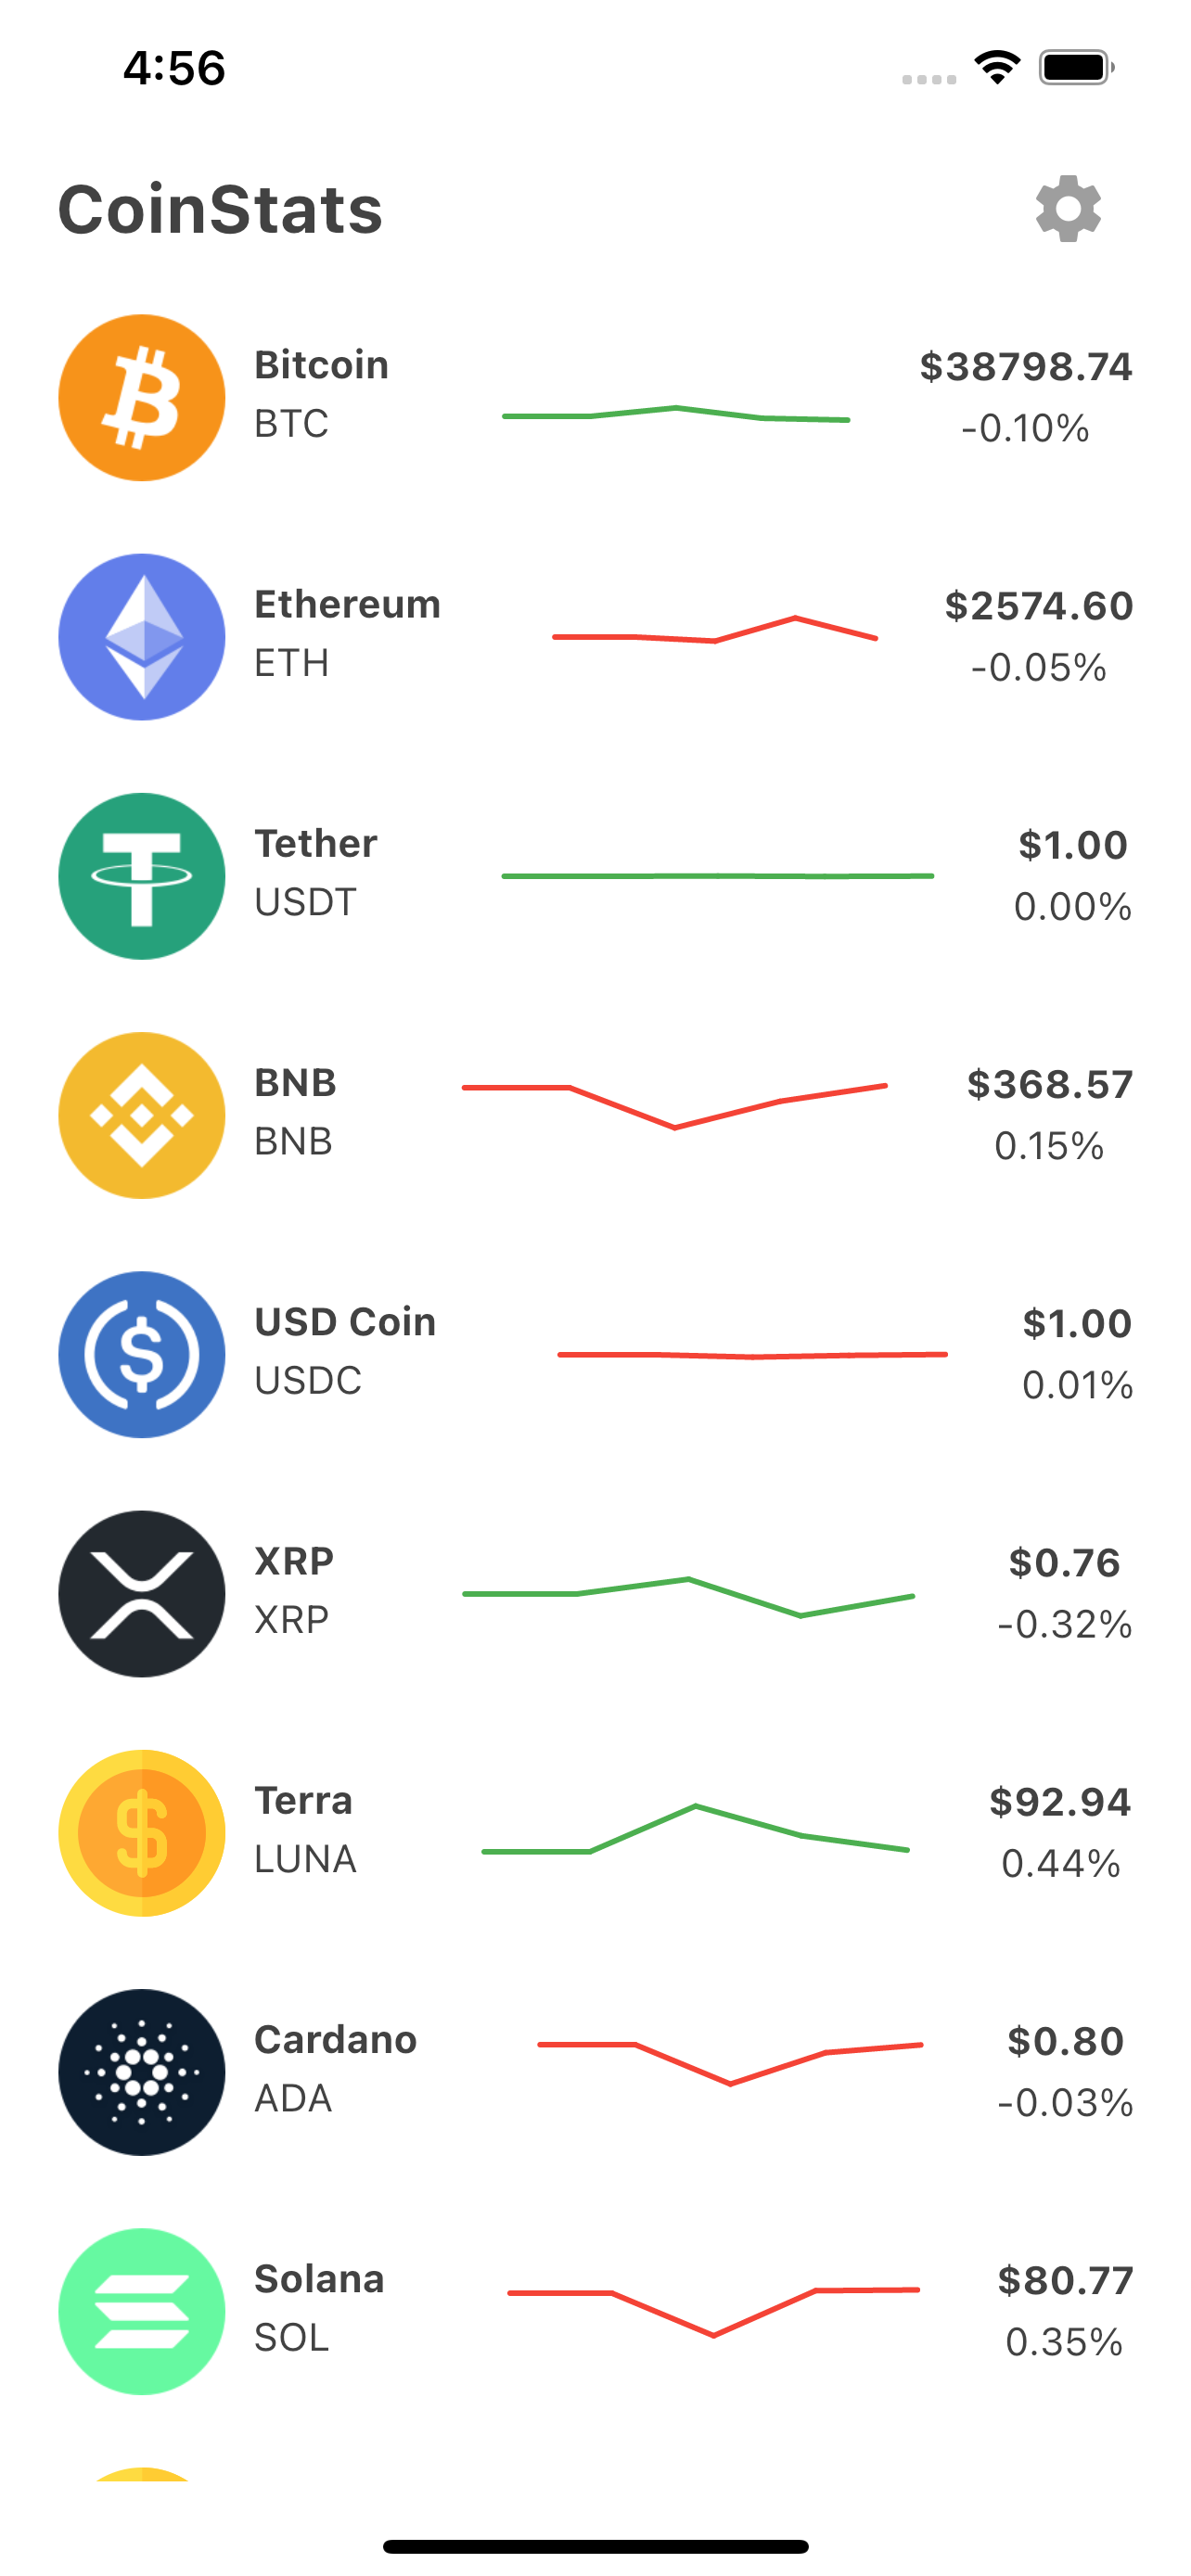 4:56
CoinStats
Bitcoin
BTC
$38798.74
-0.10%
Ethereum
ETH
$2574.60
-0.05%
Tether
USDT
$1.00
0.00%
BNB
BNB
$368.57
0.15%
USD Coin
USDC
$1.00
0.01%
XRP
XRP
$0.76
-0.32%
Terra
LUNA
$92.94
0.44%
Cardano
ADA
$0.80
-0.03%
Solana
SOL
$80.77
0.35%